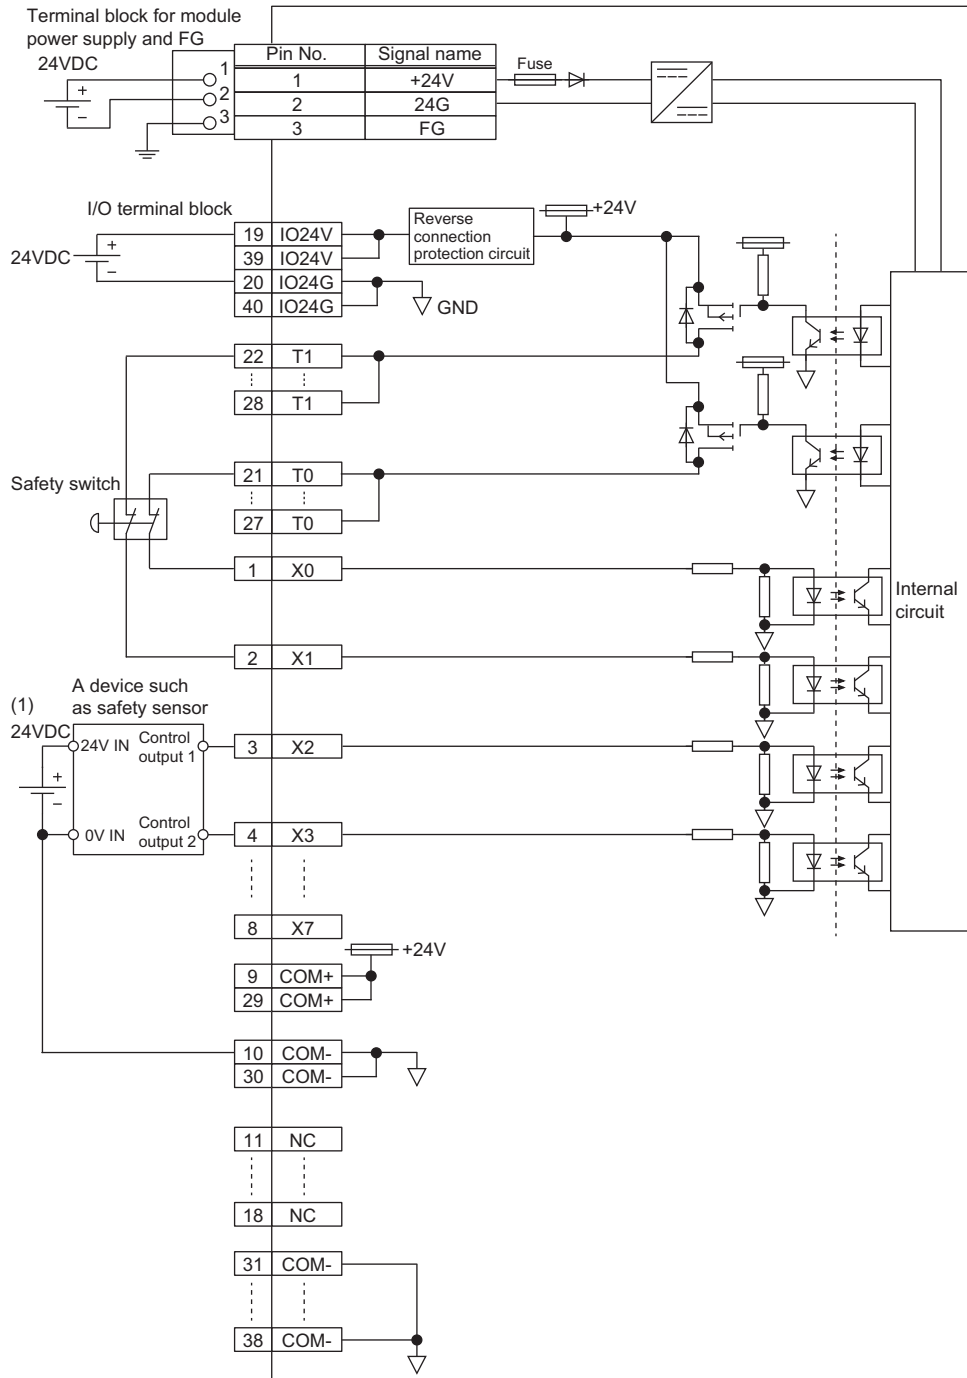 Terminal block for module
power supply and FG
24VDC
+
−
1
2
3
Pin No. Signal name
1 +24V
2 24G
3 FG
Fuse
I/O terminal block
24VDC
+
−
19 IO24V
39 IO24V
20 IO24G
40 IO24G
Reverse
connection
protection circuit
+24V
GND
22 T1
28 T1
21 T0
27 T0
Safety switch
1 X0
2 X1
Internal
circuit
A device such
as safety sensor
(1)
24VDC
+
−
24V IN
Control
output 1
0V IN
Control
output 2
3 X2
4 X3
8 X7
+24V
9 COM+
29 COM+
10 COM-
30 COM-
11 NC
18 NC
31 COM-
38 COM-